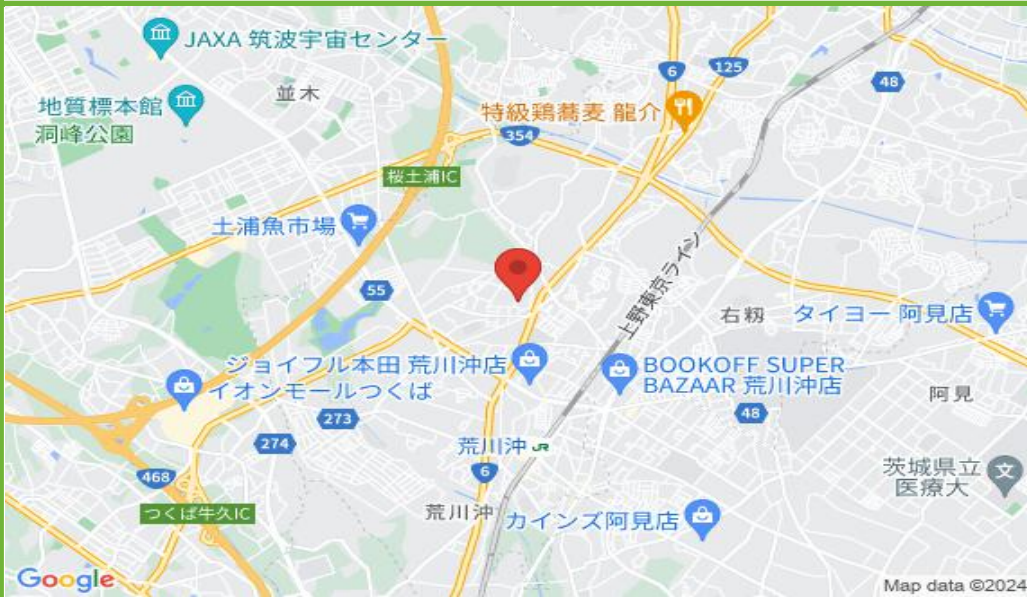 JAXA 筑波宇宙センター
6
125
48
地質標本館
洞峰公園
並木
特級鶏蕎麦 龍介
354
桜土浦IC
土浦魚市場
55
上野東京ライン
右籾
タイヨー 阿見店
ジョイフル本田 荒川沖店
イオンモールつくば
BOOKOFF SUPER
BAZAAR 荒川沖店
阿見
273
48
274
荒川沖 JR
468
6
茨城県立
医療大
つくば牛久IC
荒川沖
カインズ阿見店
Google
Map data ©2024